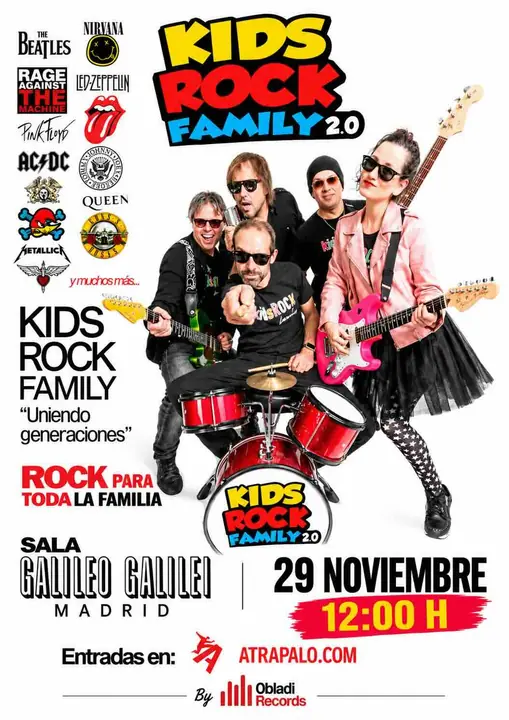 THE
BEATLES
NIRVANA
RAGE
AGAINST
THE
MACHINE
LED-ZEPPELIN
PINK FLOYD
AC/DC
QUEEN
METALLICA
y muchos más...
KIDS
ROCK
FAMILY 2.0
KIDS
ROCK
FAMILY
“Uniendo
generaciones”
ROCK PARA
TODA LA FAMILIA
KIDS
ROCK
FAMILY 2.0
SALA
GALILEO GALILEI
MADRID
29 NOVIEMBRE
12:00 H
Entradas en:
ATRAPALO.COM
By Obladi
Records